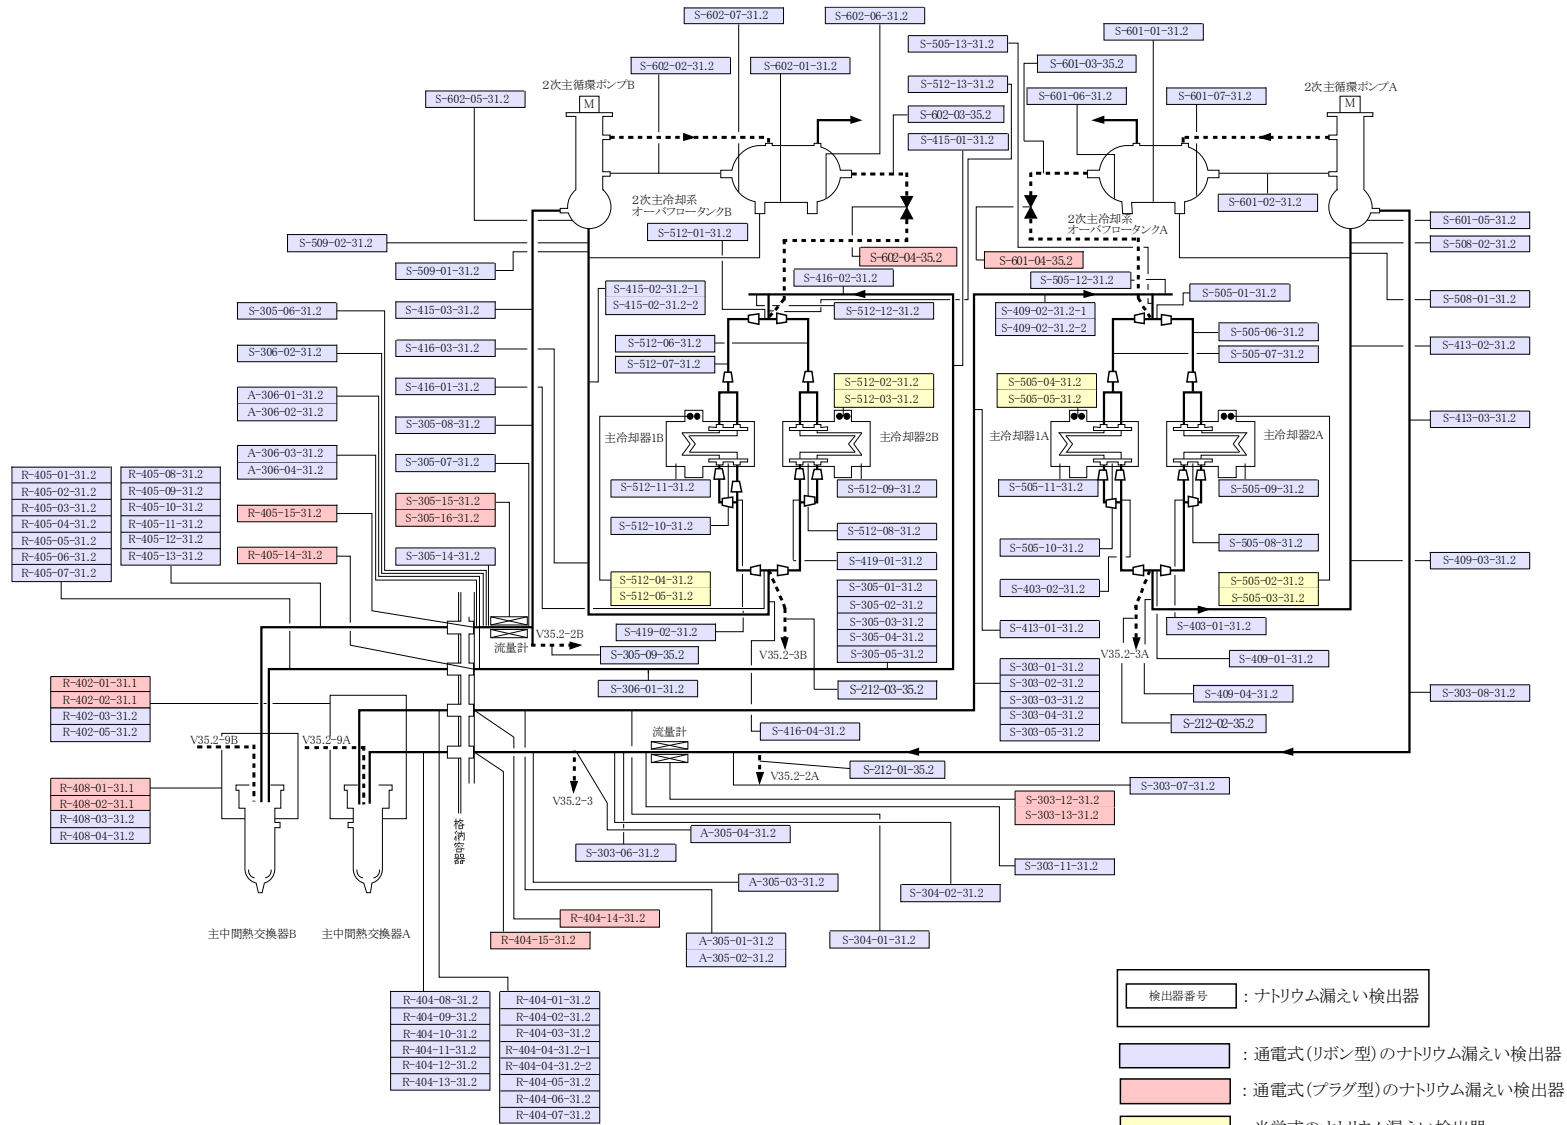 S-602-07-31.2
S-602-06-31.2
S-505-13-31.2
S-601-01-31.2
S-602-02-31.2
S-602-01-31.2
S-601-03-35.2
2次主循環ポンプB
S-512-13-31.2
2次主循環ポンプA
S-602-05-31.2
M
S-601-06-31.2
S-601-07-31.2
M
S-602-03-35.2
S-415-01-31.2
2次主冷却系
オーバフロータンクB
S-601-02-31.2
2次主冷却系
オーバフロータンクA
S-601-05-31.2
S-512-01-31.2
S-509-02-31.2
S-508-02-31.2
S-602-04-35.2
S-601-04-35.2
S-509-01-31.2
S-416-02-31.2
S-505-12-31.2
S-415-02-31.2-1
S-415-02-31.2-2
S-505-01-31.2
S-508-01-31.2
S-305-06-31.2
S-415-03-31.2
S-512-12-31.2
S-409-02-31.2-1
S-409-02-31.2-2
S-505-06-31.2
S-306-02-31.2
S-416-03-31.2
S-512-06-31.2
S-505-07-31.2
S-413-02-31.2
S-512-07-31.2
A-306-01-31.2
A-306-02-31.2
S-416-01-31.2
S-512-02-31.2
S-512-03-31.2
S-505-04-31.2
S-505-05-31.2
S-413-03-31.2
S-305-08-31.2
主冷却器1B
主冷却器2B
主冷却器1A
主冷却器2A
A-306-03-31.2
A-306-04-31.2
S-305-07-31.2
R-405-01-31.2
R-405-02-31.2
R-405-03-31.2
R-405-04-31.2
R-405-05-31.2
R-405-06-31.2
R-405-07-31.2
R-405-08-31.2
R-405-09-31.2
R-405-10-31.2
R-405-11-31.2
R-405-12-31.2
R-405-13-31.2
S-512-11-31.2
S-512-09-31.2
S-505-11-31.2
S-505-09-31.2
R-405-15-31.2
S-305-15-31.2
S-305-16-31.2
S-512-10-31.2
S-512-08-31.2
S-505-10-31.2
S-505-08-31.2
R-405-14-31.2
S-305-14-31.2
S-419-01-31.2
S-409-03-31.2
S-512-04-31.2
S-512-05-31.2
S-305-01-31.2
S-305-02-31.2
S-305-03-31.2
S-305-04-31.2
S-305-05-31.2
S-403-02-31.2
S-505-02-31.2
S-505-03-31.2
S-419-02-31.2
S-413-01-31.2
S-403-01-31.2
V35.2-2B
流量計
S-305-09-35.2
V35.2-3B
V35.2-3A
S-409-01-31.2
R-402-01-31.1
R-402-02-31.1
R-402-03-31.2
R-402-05-31.2
S-306-01-31.2
S-212-03-35.2
S-303-01-31.2
S-303-02-31.2
S-303-03-31.2
S-303-04-31.2
S-303-05-31.2
S-409-04-31.2
S-303-08-31.2
S-212-02-35.2
S-416-04-31.2
流量計
V35.2-9B
V35.2-9A
S-212-01-35.2
V35.2-2A
S-303-07-31.2
R-408-01-31.1
R-408-02-31.1
R-408-03-31.2
R-408-04-31.2
V35.2-3
S-303-12-31.2
S-303-13-31.2
格納容器
A-305-04-31.2
S-303-06-31.2
S-303-11-31.2
A-305-03-31.2
S-304-02-31.2
R-404-14-31.2
主中間熱交換器B
主中間熱交換器A
R-404-15-31.2
A-305-01-31.2
A-305-02-31.2
S-304-01-31.2
R-404-08-31.2
R-404-09-31.2
R-404-10-31.2
R-404-11-31.2
R-404-12-31.2
R-404-13-31.2
R-404-01-31.2
R-404-02-31.2
R-404-03-31.2
R-404-04-31.2-1
R-404-04-31.2-2
R-404-05-31.2
R-404-06-31.2
R-404-07-31.2
検出器番号 : ナトリウム漏えい検出器
: 通電式(リボン型)のナトリウム漏えい検出器
: 通電式(プラグ型)のナトリウム漏えい検出器